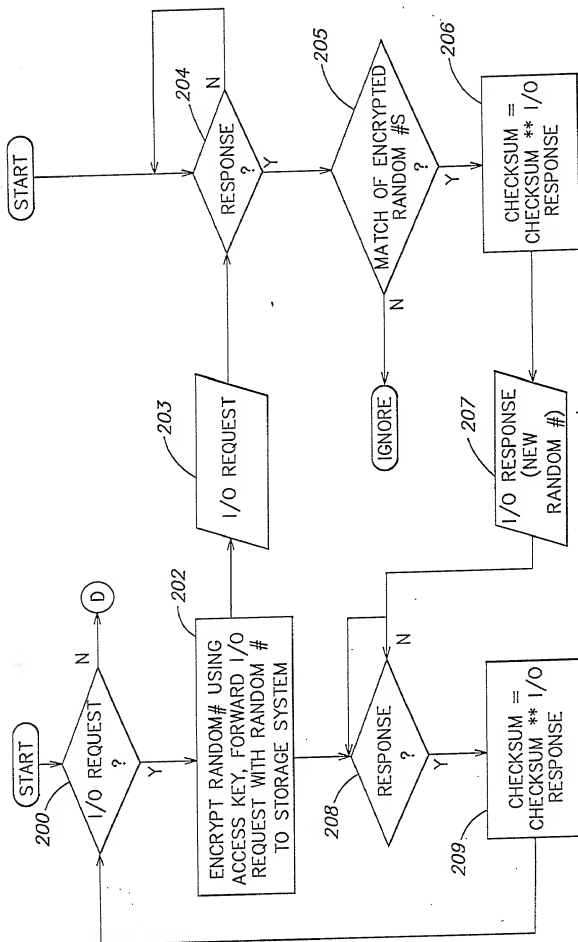 START
200
I/O REQUEST
?
N
D
Y
202
ENCRYPT RANDOM# USING
ACCESS KEY, FORWARD I/O
REQUEST WITH RANDOM #
TO STORAGE SYSTEM
203
I/O REQUEST
START
204
RESPONSE
?
N
Y
205
MATCH OF ENCRYPTED
RANDOM #S
?
N
IGNORE
Y
206
CHECKSUM =
CHECKSUM ** I/O
RESPONSE
207
I/O RESPONSE
(NEW
RANDOM #)
208
RESPONSE
?
N
Y
209
CHECKSUM =
CHECKSUM ** I/O
RESPONSE